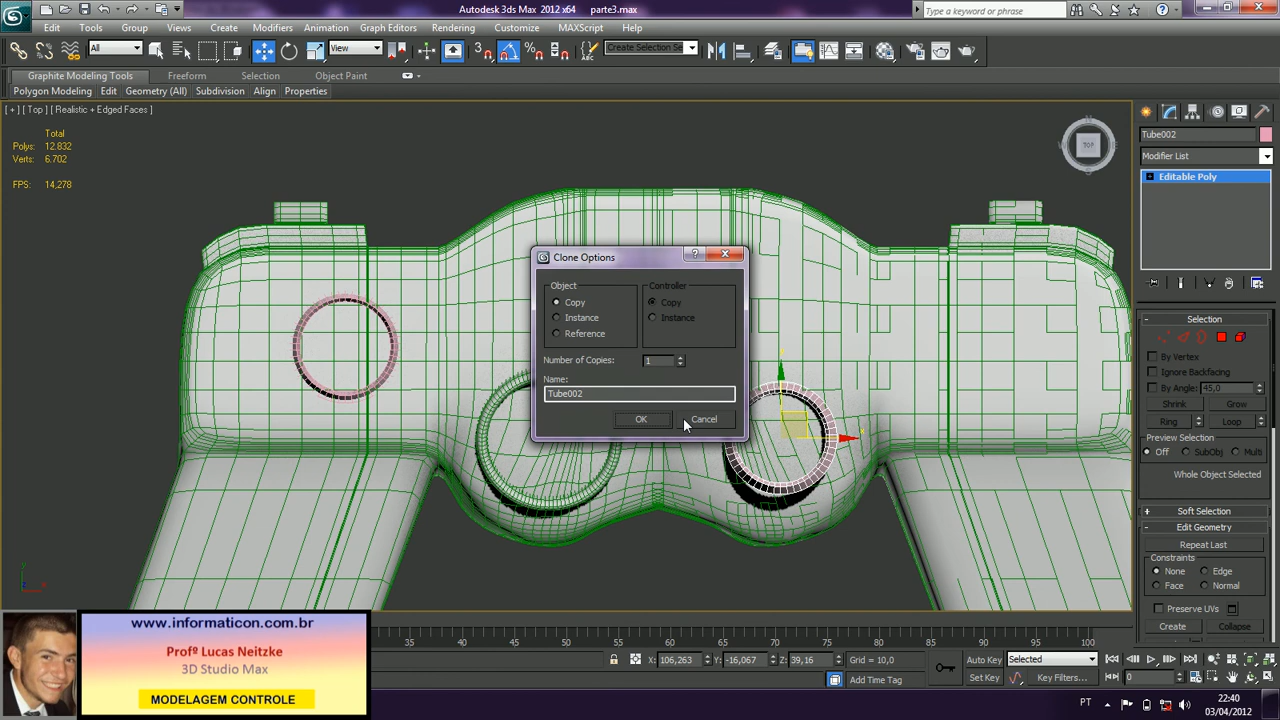 Autodesk 3ds Max 2012 x64 parte3.max
Type a keyword or phrase
Edit Tools Group Views Create Modifiers Animation Graph Editors Rendering Customize MAXScript Help
All View Create Selection Se
Graphite Modeling Tools Freeform Selection Object Paint
Polygon Modeling Edit Geometry (All) Subdivision Align Properties
[ + ] [ Top ] [ Realistic + Edged Faces ]
Total
Polys: 12.832
Verts: 6.702
FPS: 14,278
TOP
Tube002
Modifier List
Editable Poly
Clone Options
Object
Copy
Instance
Reference
Controller
Copy
Instance
Number of Copies: 1
Name:
Tube002
OK Cancel
Selection
By Vertex
Ignore Backfacing
By Angle: 45,0
Shrink Grow
Ring Loop
Preview Selection
Off SubObj Multi
Whole Object Selected
Soft Selection
Edit Geometry
Repeat Last
Constraints
None Edge
Face Normal
Preserve UVs
Create Collapse
35 40 45 50 55 60 65 70 75 80 85 90 95 100
X: 106,263 Y: -16,067 Z: 39,16 Grid = 10,0
Add Time Tag
Auto Key Selected
Set Key Key Filters... 0
www.informaticon.com.br
Profº Lucas Neitzke
3D Studio Max
MODELAGEM CONTROLE
PT
22:40
03/04/2012